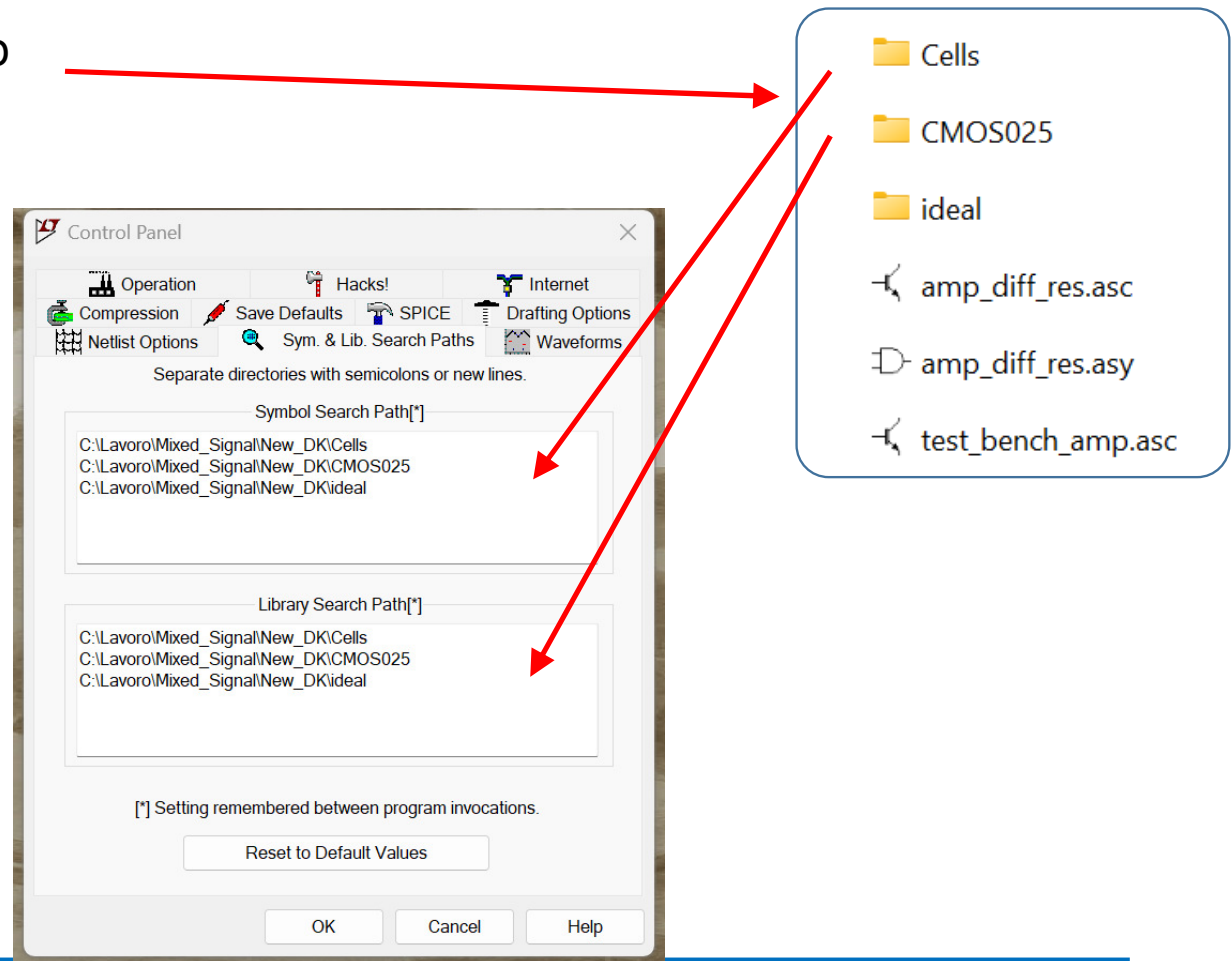 Cells
CMOS025
ideal
amp_diff_res.asc
amp_diff_res.asy
test_bench_amp.asc
Control Panel
Operation
Hacks!
Internet
Compression
Save Defaults
SPICE
Drafting Options
Netlist Options
Sym. & Lib. Search Paths
Waveforms
Separate directories with semicolons or new lines.
Symbol Search Path[*]
C:\Lavoro\Mixed_Signal\New_DK\Cells
C:\Lavoro\Mixed_Signal\New_DK\CMOS025
C:\Lavoro\Mixed_Signal\New_DK\ideal
Library Search Path[*]
C:\Lavoro\Mixed_Signal\New_DK\Cells
C:\Lavoro\Mixed_Signal\New_DK\CMOS025
C:\Lavoro\Mixed_Signal\New_DK\ideal
[*] Setting remembered between program invocations.
Reset to Default Values
OK
Cancel
Help